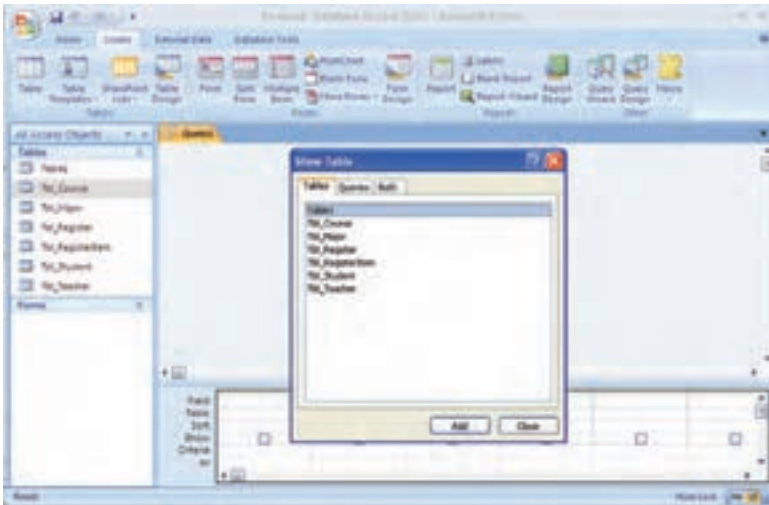 Home Create External Data Database Tools
Table Table Templates SharePoint Lists Table Design
Form Split Form Multiple Items PivotChart Blank Form More Forms Form Design
Report Labels Blank Report Report Wizard Report Design
Query Wizard Query Design Macro
Tables Forms Reports Other
All Access Objects
Tables
Tbl_Course
Tbl_Major
Tbl_Register
Tbl_RegisterItem
Tbl_Student
Tbl_Teacher
Forms
Show Table
Tables Queries Both
Tbl_Course
Tbl_Major
Tbl_Register
Tbl_RegisterItem
Tbl_Student
Tbl_Teacher
Add Close
Field:
Table:
Sort:
Show:
Criteria:
or:
Ready
Num Lock